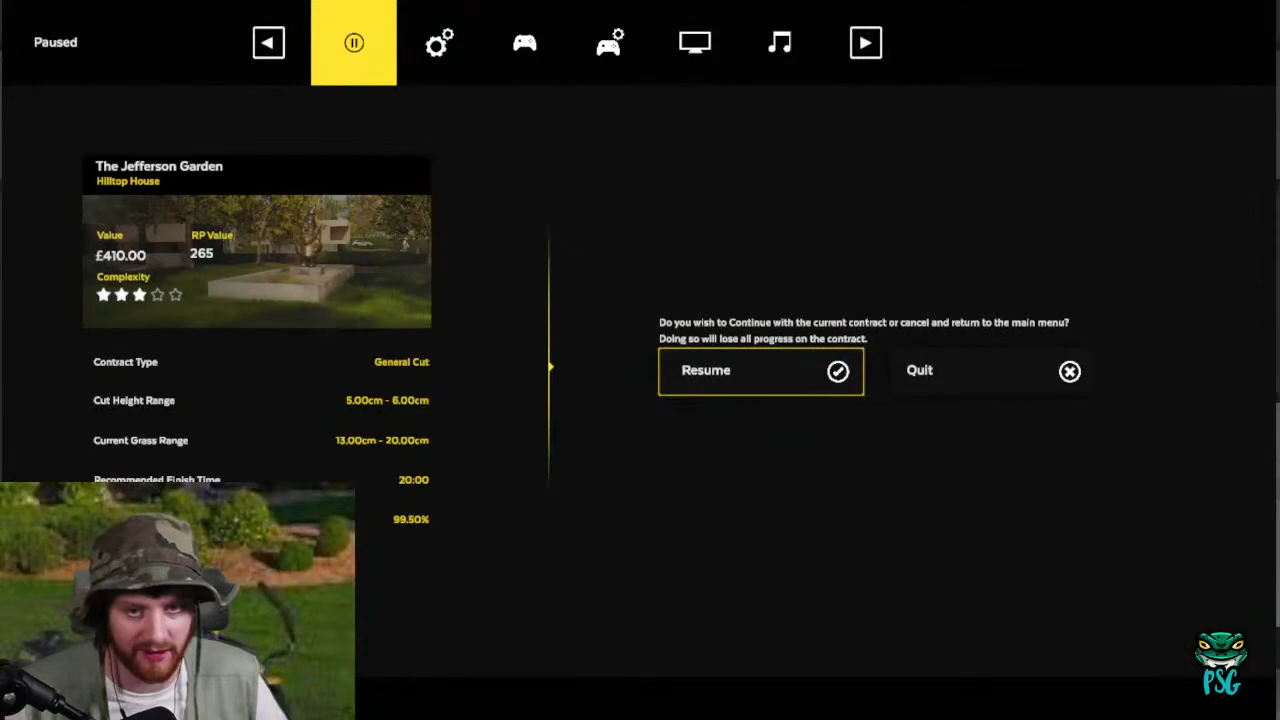 Paused
The Jefferson Garden
Hilltop House
Value
RP Value
£410.00
265
Complexity
Contract Type
General Cut
Cut Height Range
5.00cm - 6.00cm
Current Grass Range
13.00cm - 20.00cm
Recommended Finish Time
20:00
99.50%
Do you wish to Continue with the current contract or cancel and return to the main menu?
Doing so will lose all progress on the contract.
Resume
Quit
PSG